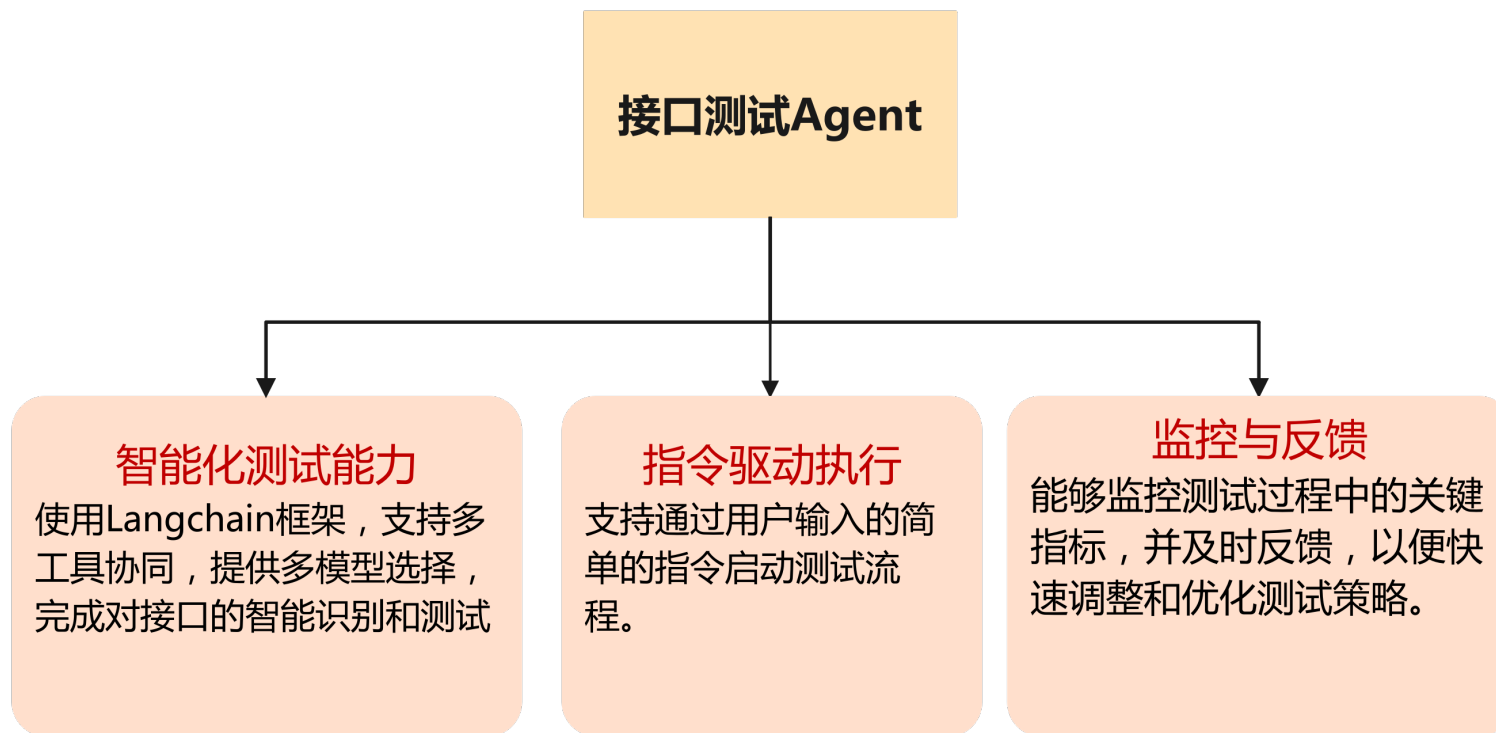 接口测试Agent
智能化测试能力
使用Langchain框架，支持多
工具协同，提供多模型选择，
完成对接口的智能识别和测试
指令驱动执行
支持通过用户输入的简
单的指令启动测试流
程。
监控与反馈
能够监控测试过程中的关键
指标，并及时反馈，以便快
速调整和优化测试策略。